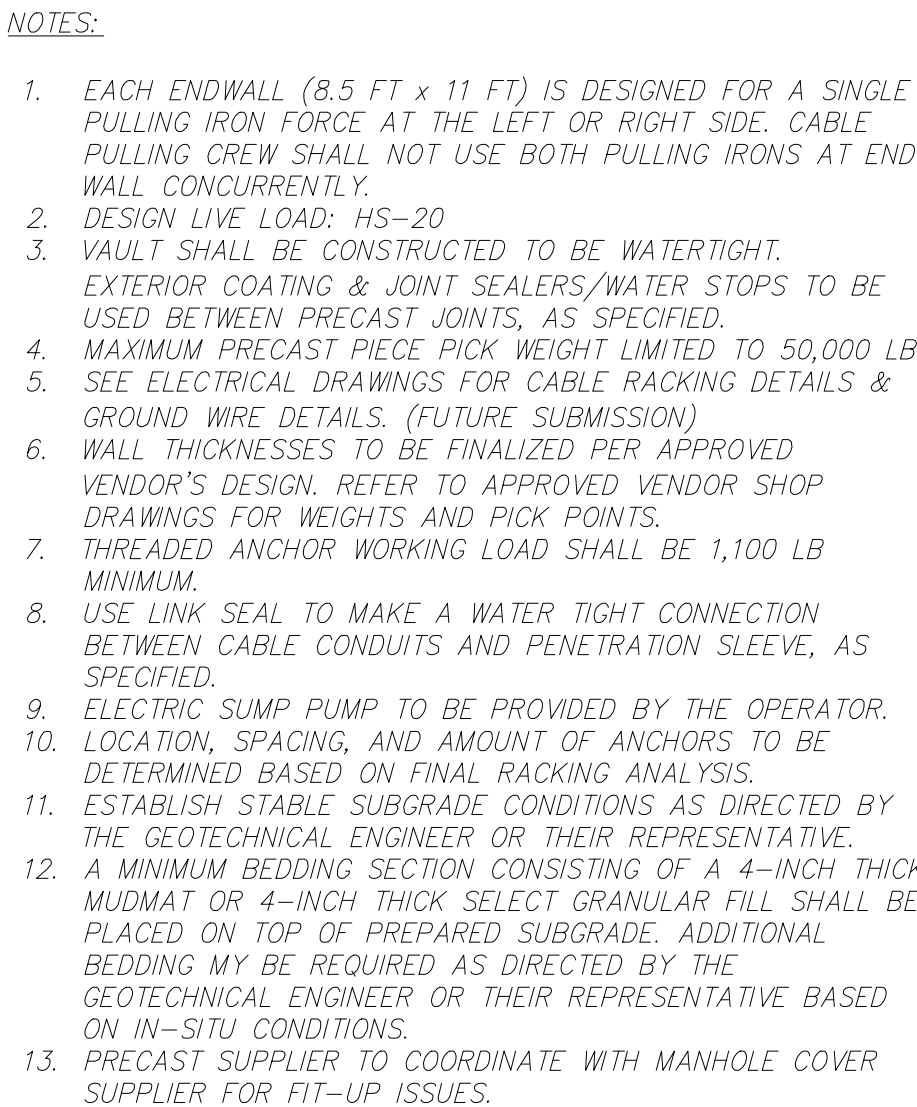 NOTES:
1. EACH ENDWALL (8.5 FT x 11 FT) IS DESIGNED FOR A SINGLE
PULLING IRON FORCE AT THE LEFT OR RIGHT SIDE. CABLE
PULLING CREW SHALL NOT USE BOTH PULLING IRONS AT END
WALL CONCURRENTLY.
2. DESIGN LIVE LOAD: HS-20
3. VAULT SHALL BE CONSTRUCTED TO BE WATERTIGHT.
EXTERIOR COATING & JOINT SEALERS/WATER STOPS TO BE
USED BETWEEN PRECAST JOINTS, AS SPECIFIED.
4. MAXIMUM PRECAST PIECE PICK WEIGHT LIMITED TO 50,000 LB
5. SEE ELECTRICAL DRAWINGS FOR CABLE RACKING DETAILS &
GROUND WIRE DETAILS. (FUTURE SUBMISSION)
6. WALL THICKNESSES TO BE FINALIZED PER APPROVED
VENDOR'S DESIGN. REFER TO APPROVED VENDOR SHOP
DRAWINGS FOR WEIGHTS AND PICK POINTS.
7. THREADED ANCHOR WORKING LOAD SHALL BE 1,100 LB
MINIMUM.
8. USE LINK SEAL TO MAKE A WATER TIGHT CONNECTION
BETWEEN CABLE CONDUITS AND PENETRATION SLEEVE, AS
SPECIFIED.
9. ELECTRIC SUMP PUMP TO BE PROVIDED BY THE OPERATOR.
10. LOCATION, SPACING, AND AMOUNT OF ANCHORS TO BE
DETERMINED BASED ON FINAL RACKING ANALYSIS.
11. ESTABLISH STABLE SUBGRADE CONDITIONS AS DIRECTED BY
THE GEOTECHNICAL ENGINEER OR THEIR REPRESENTATIVE.
12. A MINIMUM BEDDING SECTION CONSISTING OF A 4-INCH THICK
MUDMAT OR 4-INCH THICK SELECT GRANULAR FILL SHALL BE
PLACED ON TOP OF PREPARED SUBGRADE. ADDITIONAL
BEDDING MY BE REQUIRED AS DIRECTED BY THE
GEOTECHNICAL ENGINEER OR THEIR REPRESENTATIVE BASED
ON IN-SITU CONDITIONS.
13. PRECAST SUPPLIER TO COORDINATE WITH MANHOLE COVER
SUPPLIER FOR FIT-UP ISSUES.